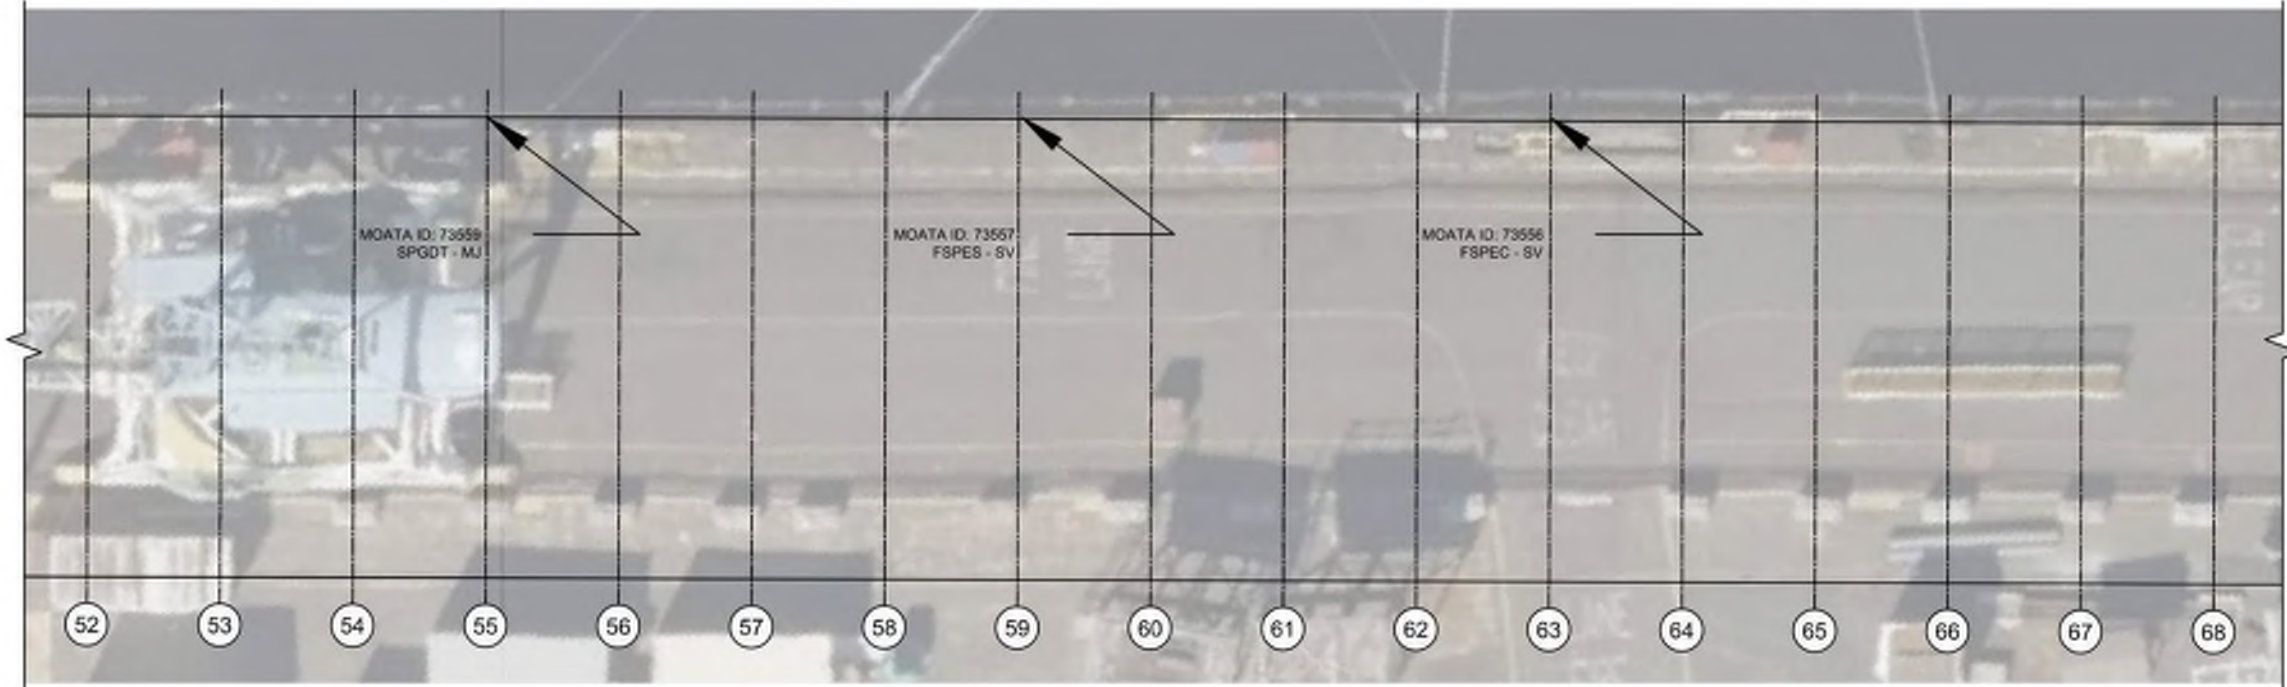 MOATA ID: 73559
SPGDT - MJ
MOATA ID: 73557
FSPES - SV
MOATA ID: 73556
FSPEC - SV
52 53 54 55 56 57 58 59 60 61 62 63 64 65 66 67 68